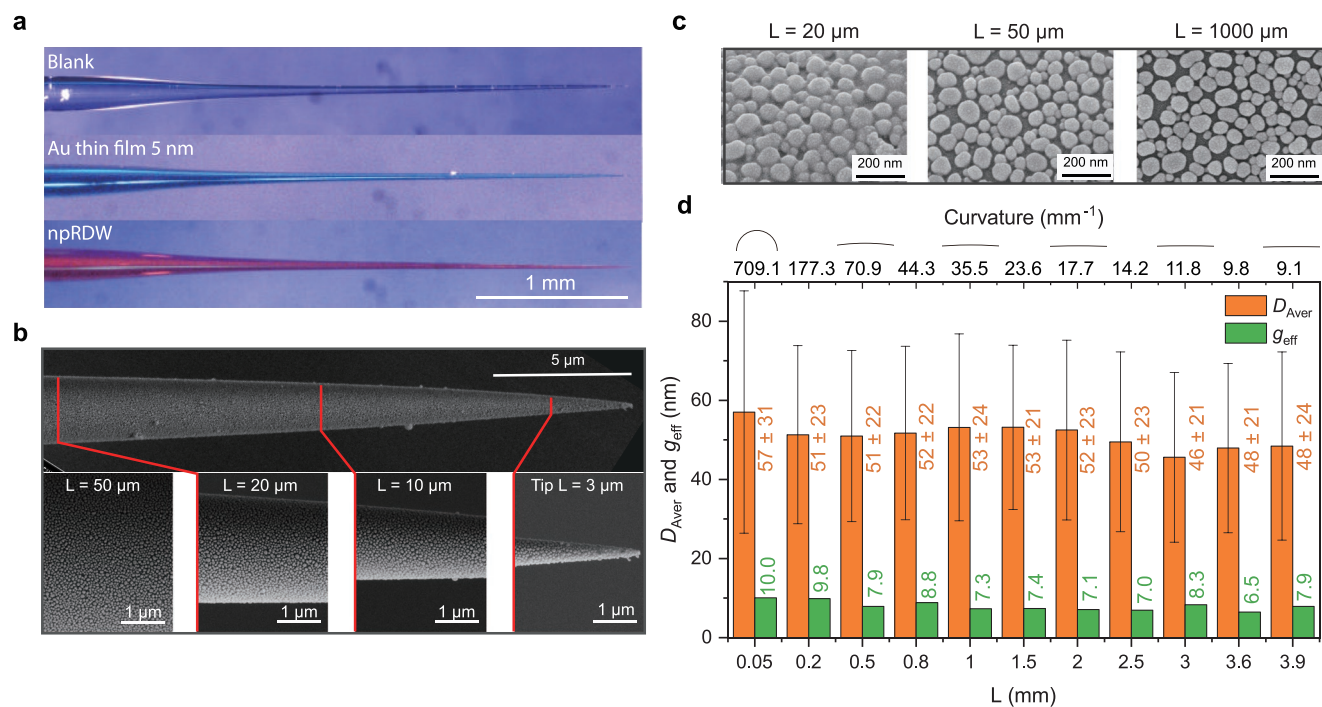 a
Blank
Au thin film 5 nm
npRDW
1 mm
b
5 µm
L = 50 µm
L = 20 µm
L = 10 µm
Tip L = 3 µm
1 µm
1 µm
1 µm
1 µm
c
L = 20 µm
L = 50 µm
L = 1000 µm
200 nm
200 nm
200 nm
d
Curvature (mm⁻¹)
709.1 177.3 70.9 44.3 35.5 23.6 17.7 14.2 11.8 9.8 9.1
D_Aver
g_eff
D_Aver and g_eff (nm)
80
60
40
20
0
57 ± 31
51 ± 23
51 ± 22
52 ± 22
53 ± 24
53 ± 21
52 ± 23
50 ± 23
46 ± 21
48 ± 21
48 ± 24
10.0
9.8
7.9
8.8
7.3
7.4
7.1
7.0
8.3
6.5
7.9
0.05 0.2 0.5 0.8 1 1.5 2 2.5 3 3.6 3.9
L (mm)